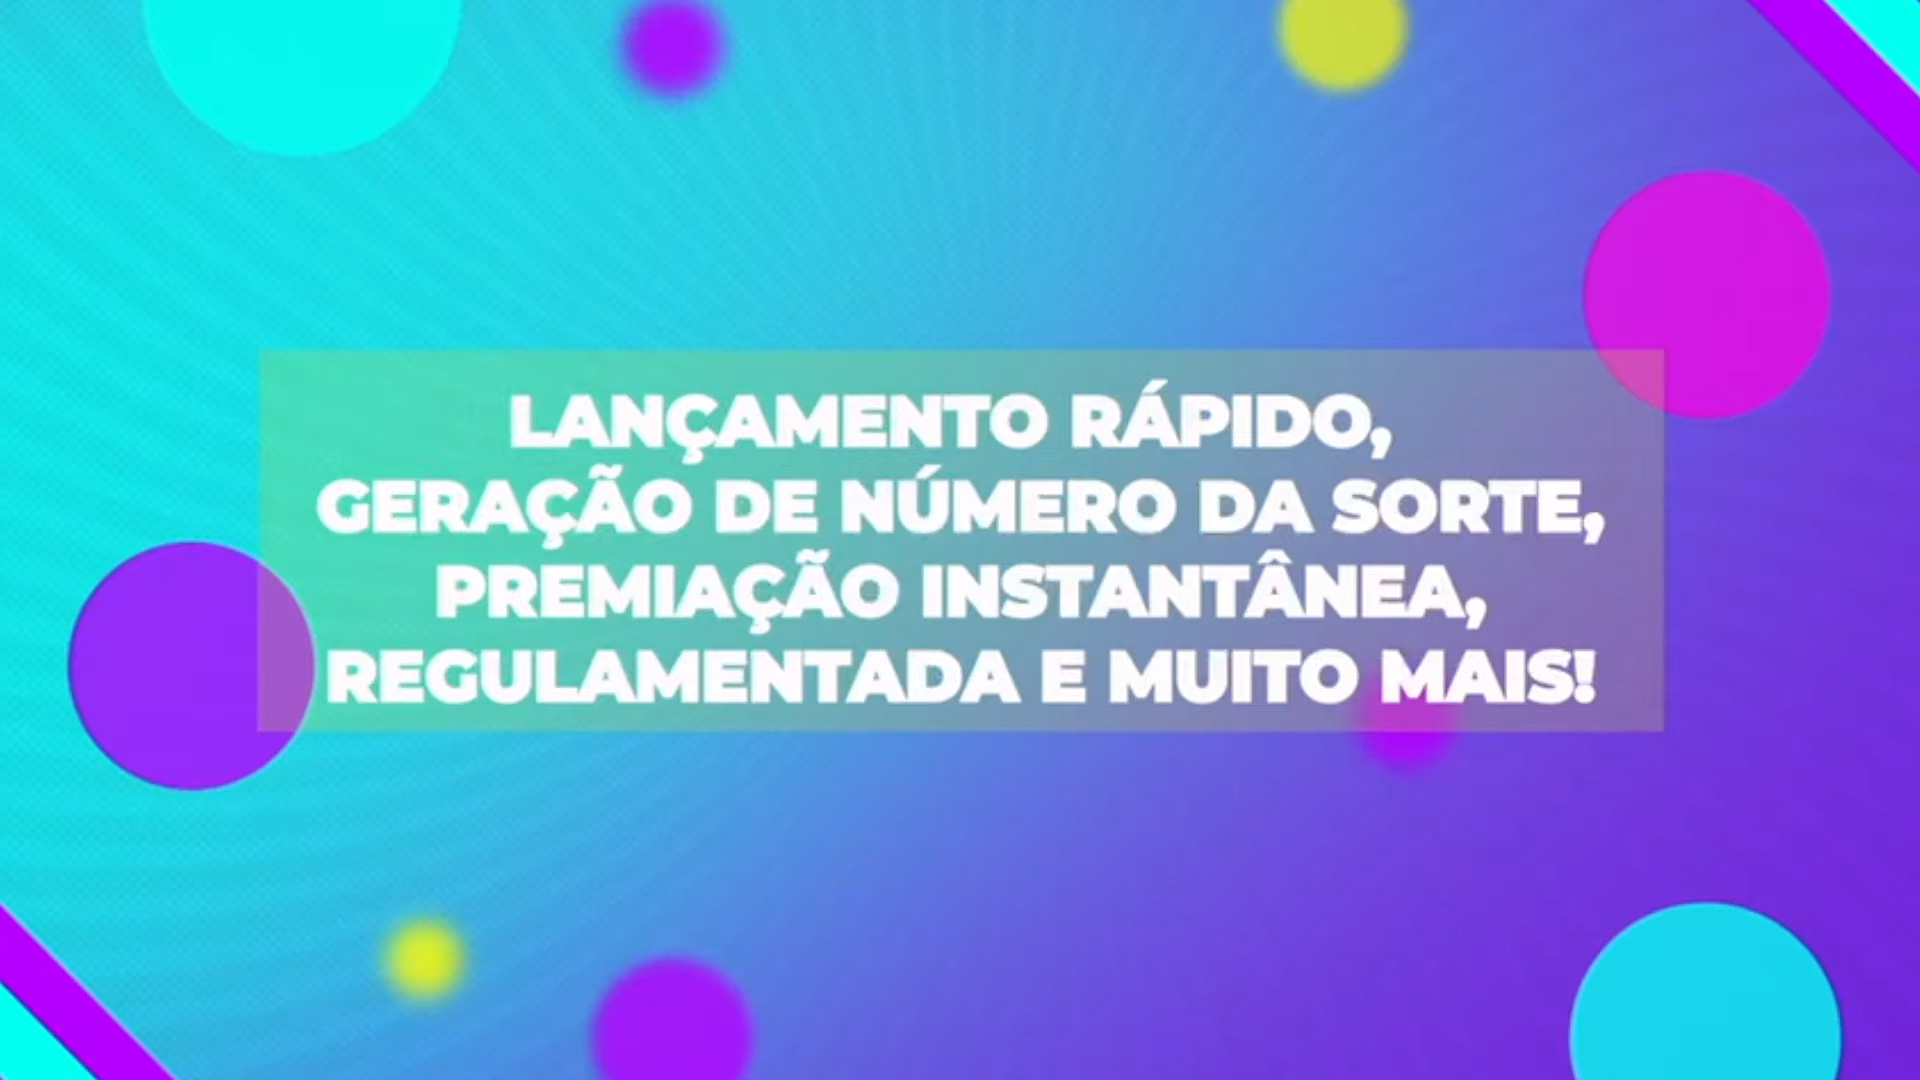 LANÇAMENTO RÁPIDO,
GERAÇÃO DE NÚMERO DA SORTE,
PREMIAÇÃO INSTANTÂNEA,
REGULAMENTADA E MUITO MAIS!